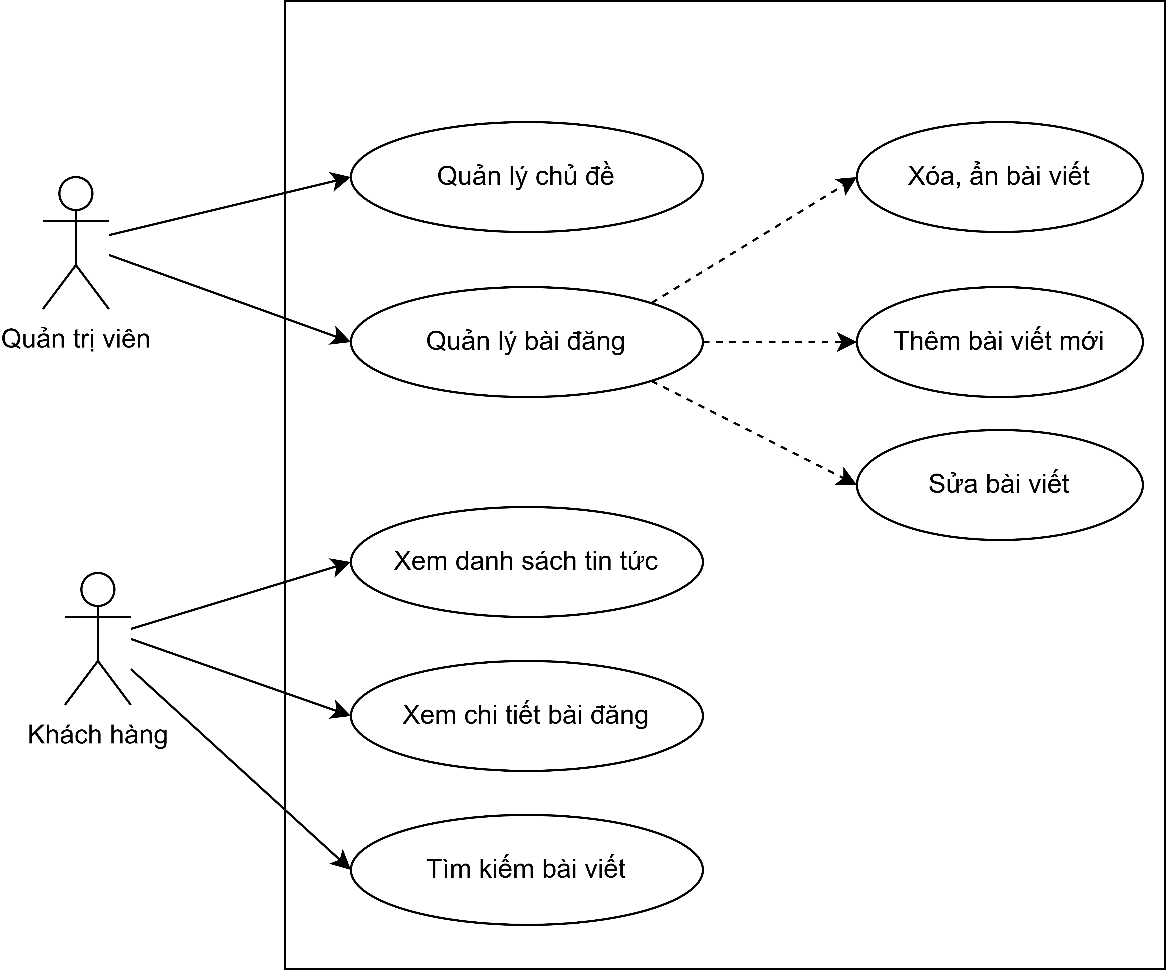 Quản lý chủ đề
Xóa, ẩn bài viết
Quản trị viên
Quản lý bài đăng
Thêm bài viết mới
Sửa bài viết
Xem danh sách tin tức
Khách hàng
Xem chi tiết bài đăng
Tìm kiếm bài viết